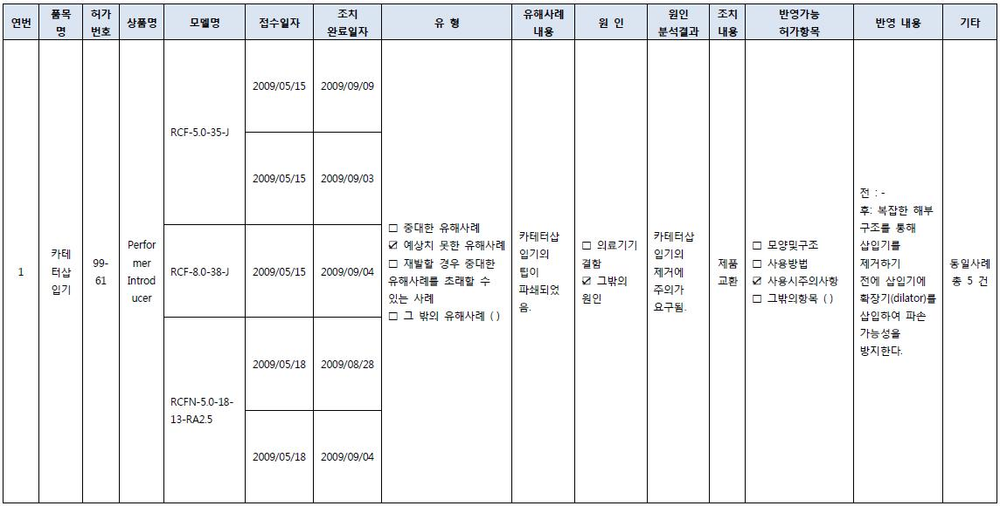 연번
품목
명
허가
번호
상품명
모델명
접수일자
조치
완료일자
유 형
유해사례
내용
원 인
원인
분석결과
조치
내용
반영가능
허가항목
반영 내용
기타
1
카테
터삽
입기
99-
61
Perfor
mer
Introd
ucer
RCF-5.0-35-J
2009/05/15
2009/09/09
2009/05/15
2009/09/03
RCF-8.0-38-J
2009/05/15
2009/09/04
RCFN-5.0-18-
13-RA2.5
2009/05/18
2009/08/28
2009/05/18
2009/09/04
□ 중대한 유해사례
☑ 예상지 못한 유해사례
□ 재발할 경우 중대한
유해사례를 초래할 수
있는 사례
□ 그 밖의 유해사례 ( )
카테터삽
입기의
팁이
파쇄되었
음.
□ 의료기기
결함
☑ 그밖의
원인
카테터삽
입기의
제거에
주의가
요구됨.
제품
교환
□ 모양및구조
□ 사용방법
☑ 사용시주의사항
□ 그밖의항목 ( )
전 : -
후: 복잡한 해부
구조를 통해
삽입기를
제거하기
전에 삽입기에
확장기(dilator)를
삽입하여 파손
가능성을
방지한다.
동일사례
총 5 건